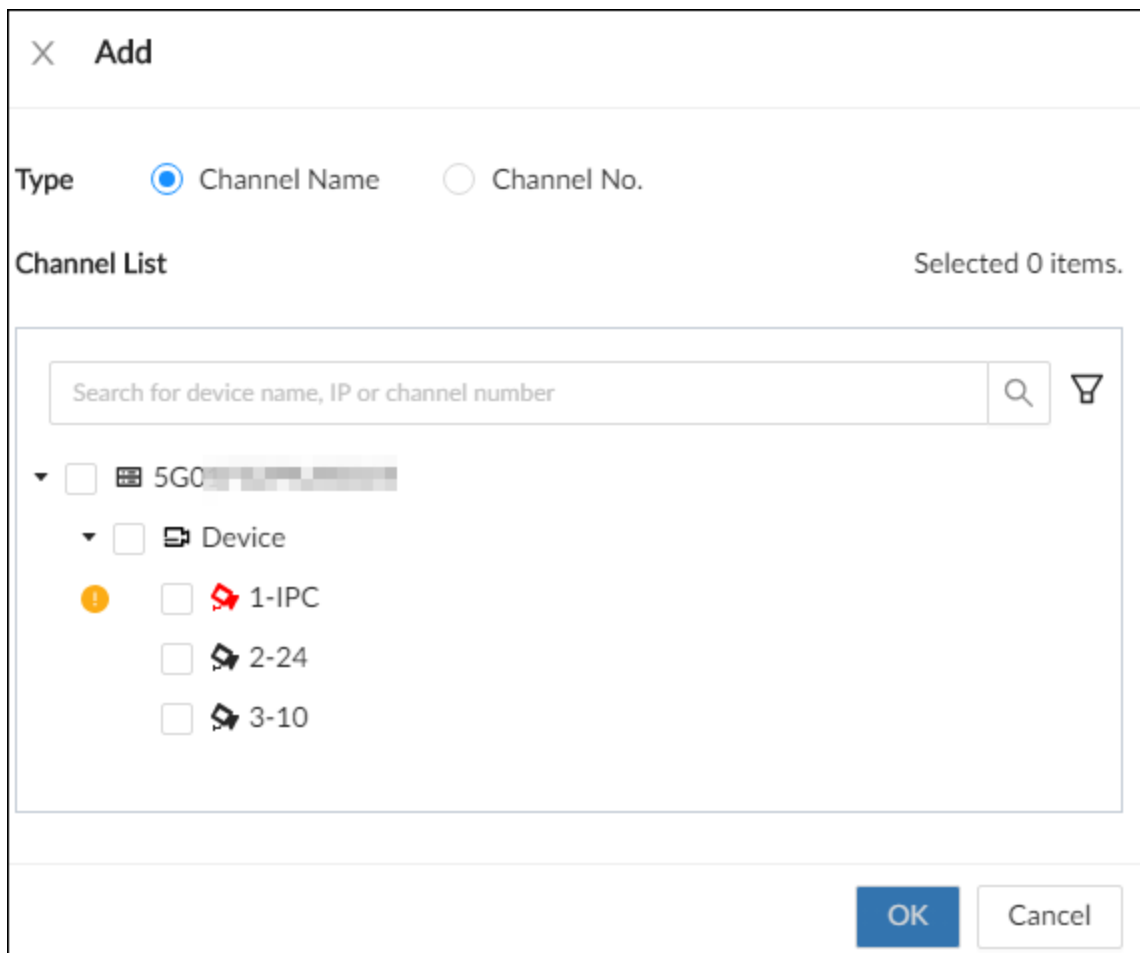 Add
Type Channel Name Channel No.
Channel List Selected 0 items.
Search for device name, IP or channel number
Device
1-IPC
2-24
3-10
OK Cancel